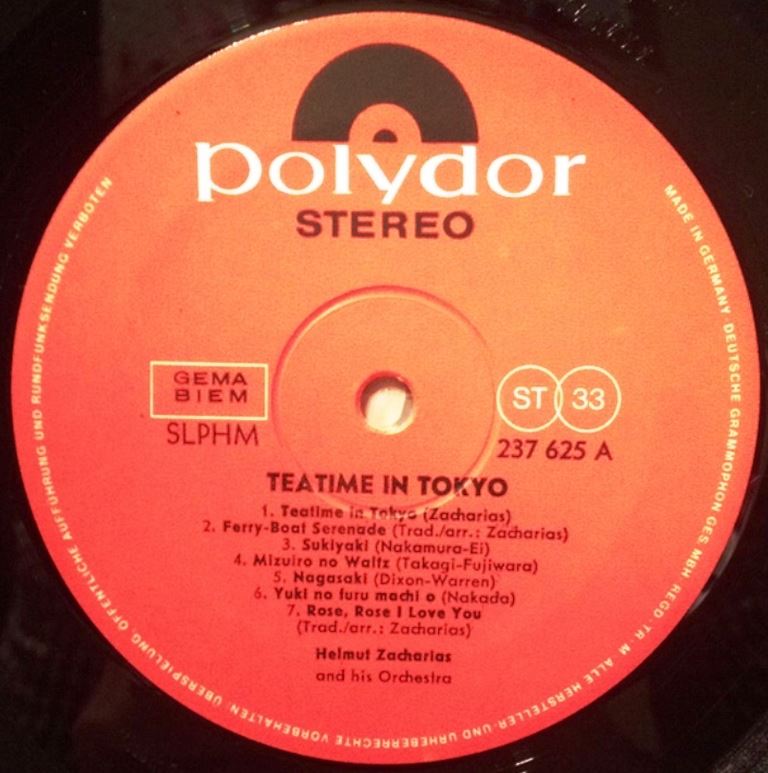 polydor
STEREO
GEMA
BIEM
SLPHM
ST 33
237 625 A
TEATIME IN TOKYO
1. Teatime in Tokyo (Zacharias)
2. Ferry-Boat Serenade (Trad./arr.: Zacharias)
3. Sukiyaki (Nakamura-Ei)
4. Mizuiro no Waltz (Takagi-Fujiwara)
5. Nagasaki (Dixon-Warren)
6. Yuki no furu machi o (Nakada)
7. Rose, Rose I Love You
(Trad./arr.: Zacharias)
Helmut Zacharias
and his Orchestra
MADE IN GERMANY · DEUTSCHE GRAMMOPHON GES MBH REGD. TR. M. ALLE HERSTELLER- UND URHEBERRECHTE VORBEHALTEN ÜBERSPIELUNG ÖFFENTLICHE AUFFÜHRUNG UND RUNDFUNKSENDUNG VERBOTEN